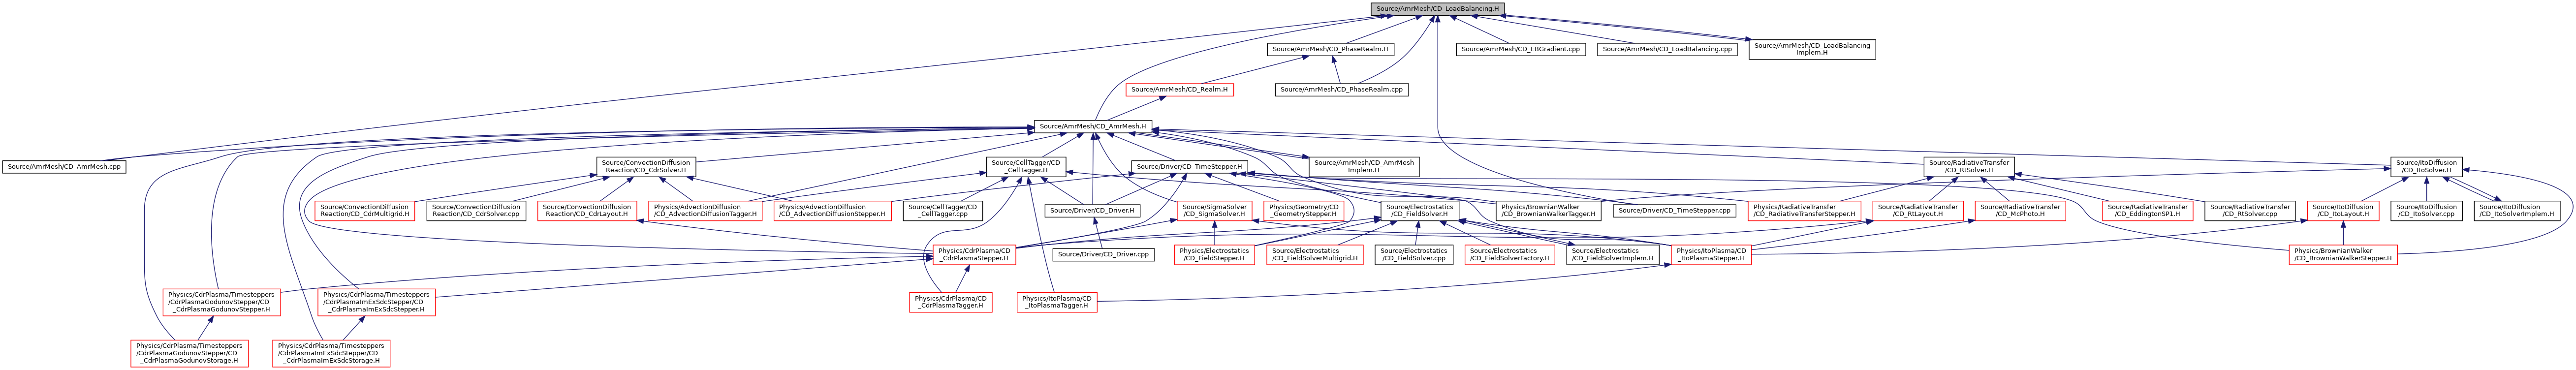 Source/AmrMesh/CD_LoadBalancing.H
Source/AmrMesh/CD_PhaseRealm.H
Source/AmrMesh/CD_EBGradient.cpp
Source/AmrMesh/CD_LoadBalancing.cpp
Source/AmrMesh/CD_LoadBalancing
Implem.H
Source/AmrMesh/CD_Realm.H
Source/AmrMesh/CD_PhaseRealm.cpp
Source/AmrMesh/CD_AmrMesh.H
Source/AmrMesh/CD_AmrMesh.cpp
Source/ConvectionDiffusion
Reaction/CD_CdrSolver.H
Source/CellTagger/CD
_CellTagger.H
Source/Driver/CD_TimeStepper.H
Source/AmrMesh/CD_AmrMesh
Implem.H
Source/RadiativeTransfer
/CD_RtSolver.H
Source/ItoDiffusion
/CD_ItoSolver.H
Source/ConvectionDiffusion
Reaction/CD_CdrMultigrid.H
Source/ConvectionDiffusion
Reaction/CD_CdrSolver.cpp
Source/ConvectionDiffusion
Reaction/CD_CdrLayout.H
Physics/AdvectionDiffusion
/CD_AdvectionDiffusionTagger.H
Physics/AdvectionDiffusion
/CD_AdvectionDiffusionStepper.H
Source/CellTagger/CD
_CellTagger.cpp
Source/Driver/CD_Driver.H
Source/SigmaSolver
/CD_SigmaSolver.H
Physics/Geometry/CD
_GeometryStepper.H
Source/Electrostatics
/CD_FieldSolver.H
Physics/BrownianWalker
/CD_BrownianWalkerTagger.H
Source/Driver/CD_TimeStepper.cpp
Physics/RadiativeTransfer
/CD_RadiativeTransferStepper.H
Source/RadiativeTransfer
/CD_RtLayout.H
Source/RadiativeTransfer
/CD_McPhoto.H
Source/RadiativeTransfer
/CD_EddingtonSP1.H
Source/RadiativeTransfer
/CD_RtSolver.cpp
Source/ItoDiffusion
/CD_ItoLayout.H
Source/ItoDiffusion
/CD_ItoSolver.cpp
Source/ItoDiffusion
/CD_ItoSolverImplem.H
Physics/CdrPlasma/CD
_CdrPlasmaStepper.H
Source/Driver/CD_Driver.cpp
Physics/Electrostatics
/CD_FieldStepper.H
Source/Electrostatics
/CD_FieldSolverMultigrid.H
Source/Electrostatics
/CD_FieldSolver.cpp
Source/Electrostatics
/CD_FieldSolverFactory.H
Source/Electrostatics
/CD_FieldSolverImplem.H
Physics/ItoPlasma/CD
_ItoPlasmaStepper.H
Physics/BrownianWalker
/CD_BrownianWalkerStepper.H
Physics/CdrPlasma/Timesteppers
/CdrPlasmaGodunovStepper/CD
_CdrPlasmaGodunovStepper.H
Physics/CdrPlasma/Timesteppers
/CdrPlasmaImExSdcStepper/CD
_CdrPlasmaImExSdcStepper.H
Physics/CdrPlasma/CD
_CdrPlasmaTagger.H
Physics/ItoPlasma/CD
_ItoPlasmaTagger.H
Physics/CdrPlasma/Timesteppers
/CdrPlasmaGodunovStepper/CD
_CdrPlasmaGodunovStorage.H
Physics/CdrPlasma/Timesteppers
/CdrPlasmaImExSdcStepper/CD
_CdrPlasmaImExSdcStorage.H